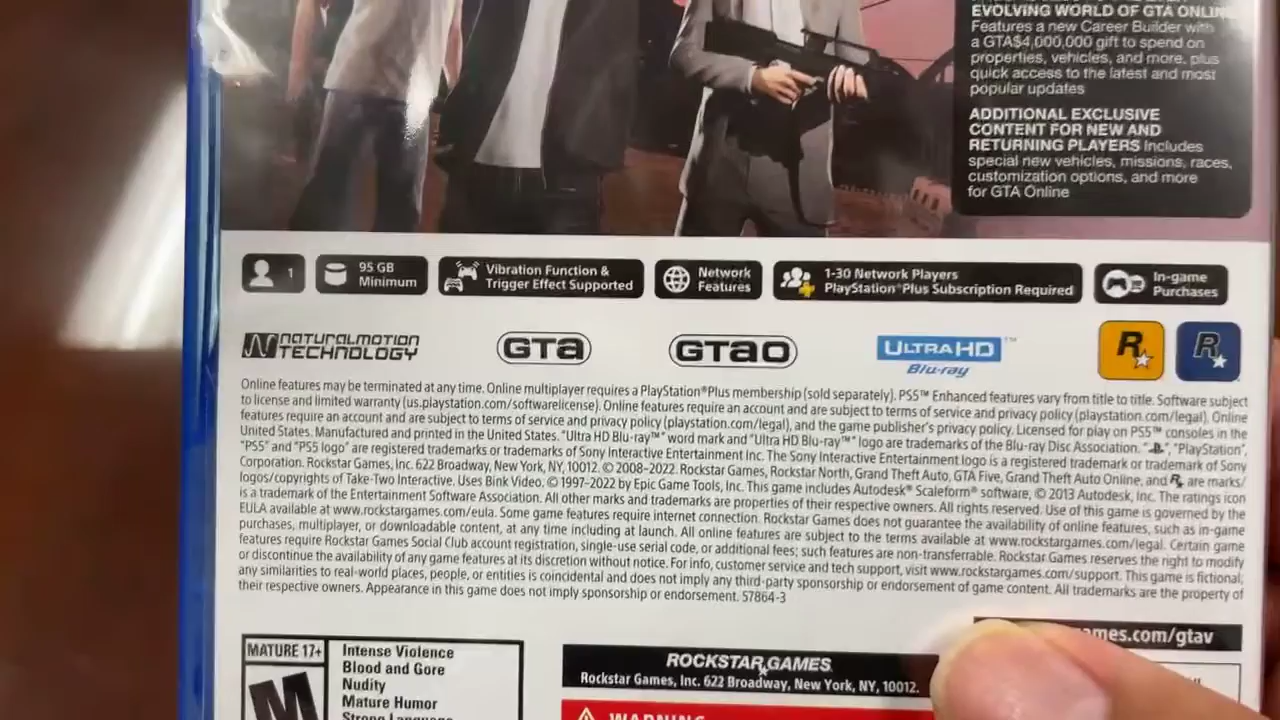 EVOLVING WORLD OF GTA ONLINE
Features a new Career Builder with
a GTA$4,000,000 gift to spend on
properties, vehicles, and more, plus
quick access to the latest and most
popular updates
ADDITIONAL EXCLUSIVE
CONTENT FOR NEW AND
RETURNING PLAYERS Includes
special new vehicles, missions, races,
customization options, and more
for GTA Online
1
95 GB
Minimum
Vibration Function &
Trigger Effect Supported
Network
Features
1-30 Network Players
PlayStation®Plus Subscription Required
In-game
Purchases
NATURALMOTION
TECHNOLOGY
GTA
GTAO
ULTRA HD™
Blu-ray
R
R
Online features may be terminated at any time. Online multiplayer requires a PlayStation®Plus membership (sold separately). PS5™ Enhanced features vary from title to title. Software subject
to license and limited warranty (us.playstation.com/softwarelicense). Online features require an account and are subject to terms of service and privacy policy (playstation.com/legal). Online
features require an account and are subject to terms of service and privacy policy (playstation.com/legal), and the game publisher's privacy policy. Licensed for play on PS5™ consoles in the
United States. Manufactured and printed in the United States. "Ultra HD Blu-ray™" word mark and "Ultra HD Blu-ray™" logo are trademarks of the Blu-ray Disc Association. "", "PlayStation",
"PS5" and "PS5 logo" are registered trademarks or trademarks of Sony Interactive Entertainment Inc. The Sony Interactive Entertainment logo is a registered trademark or trademark of Sony
Corporation. Rockstar Games, Inc. 622 Broadway, New York, NY, 10012. © 2008-2022. Rockstar Games, Rockstar North, Grand Theft Auto, GTA Five, Grand Theft Auto Online, and R are marks/
logos/copyrights of Take-Two Interactive. Uses Bink Video. © 1997-2022 by Epic Game Tools, Inc. This game includes Autodesk® Scaleform® software, © 2013 Autodesk, Inc. The ratings icon
is a trademark of the Entertainment Software Association. All other marks and trademarks are properties of their respective owners. All rights reserved. Use of this game is governed by the
EULA available at www.rockstargames.com/eula. Some game features require internet connection. Rockstar Games does not guarantee the availability of online features, such as in-game
purchases, multiplayer, or downloadable content, at any time including at launch. All online features are subject to the terms available at www.rockstargames.com/legal. Certain game
features require Rockstar Games Social Club account registration, single-use serial code, or additional fees; such features are non-transferrable. Rockstar Games reserves the right to modify
or discontinue the availability of any game features at its discretion without notice. For info, customer service and tech support, visit www.rockstargames.com/support. This game is fictional;
any similarities to real-world places, people, or entities is coincidental and does not imply any third-party sponsorship or endorsement of game content. All trademarks are the property of
their respective owners. Appearance in this game does not imply sponsorship or endorsement. 57864-3
ames.com/gtav
MATURE 17+
M
Intense Violence
Blood and Gore
Nudity
Mature Humor
Strong Language
ROCKSTAR GAMES
Rockstar Games, Inc. 622 Broadway, New York, NY, 10012.
WARNING